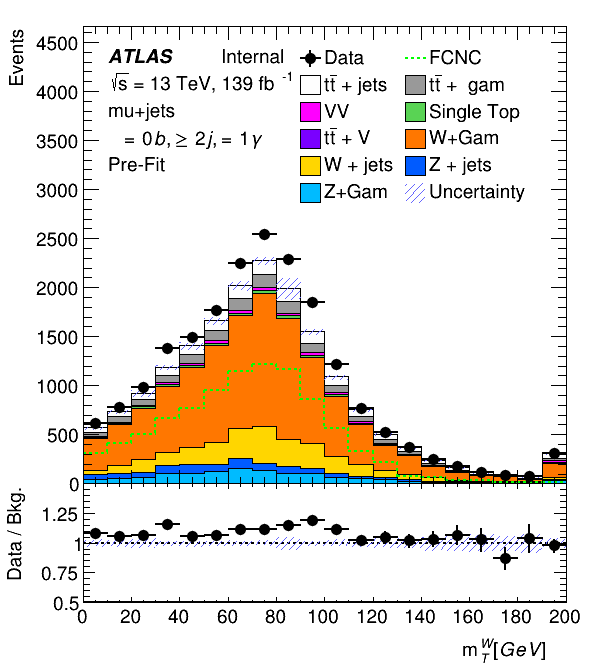 Events
4500
4000
3500
3000
2500
2000
1500
1000
500
0
ATLAS Internal
√s = 13 TeV, 139 fb⁻¹
mu+jets
= 0b, ≥ 2j, = 1γ
Pre-Fit
Data
FCNC
tt̄ + jets
tt̄ + gam
VV
Single Top
tt̄ + V
W+Gam
W + jets
Z + jets
Z+Gam
Uncertainty
Data / Bkg.
1.25
1
0.75
0.5
0 20 40 60 80 100 120 140 160 180 200
m_T^W[GeV]